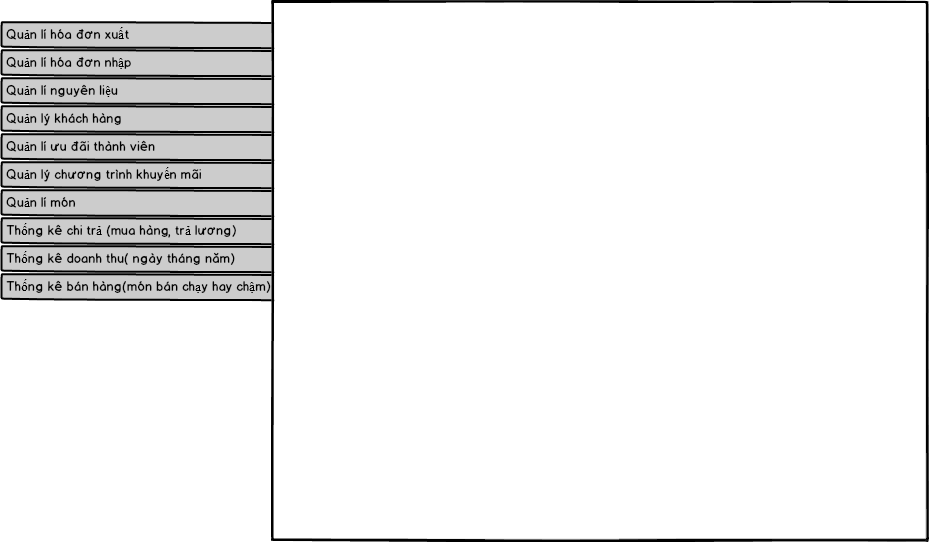 Quản lí hóa đơn xuất
Quản lí hóa đơn nhập
Quản lí nguyên liệu
Quản lý khách hàng
Quản lí ưu đãi thành viên
Quản lý chương trình khuyến mãi
Quản lí món
Thống kê chi trả (mua hàng, trả lương)
Thống kê doanh thu( ngày tháng năm)
Thống kê bán hàng(món bán chạy hay chậm)